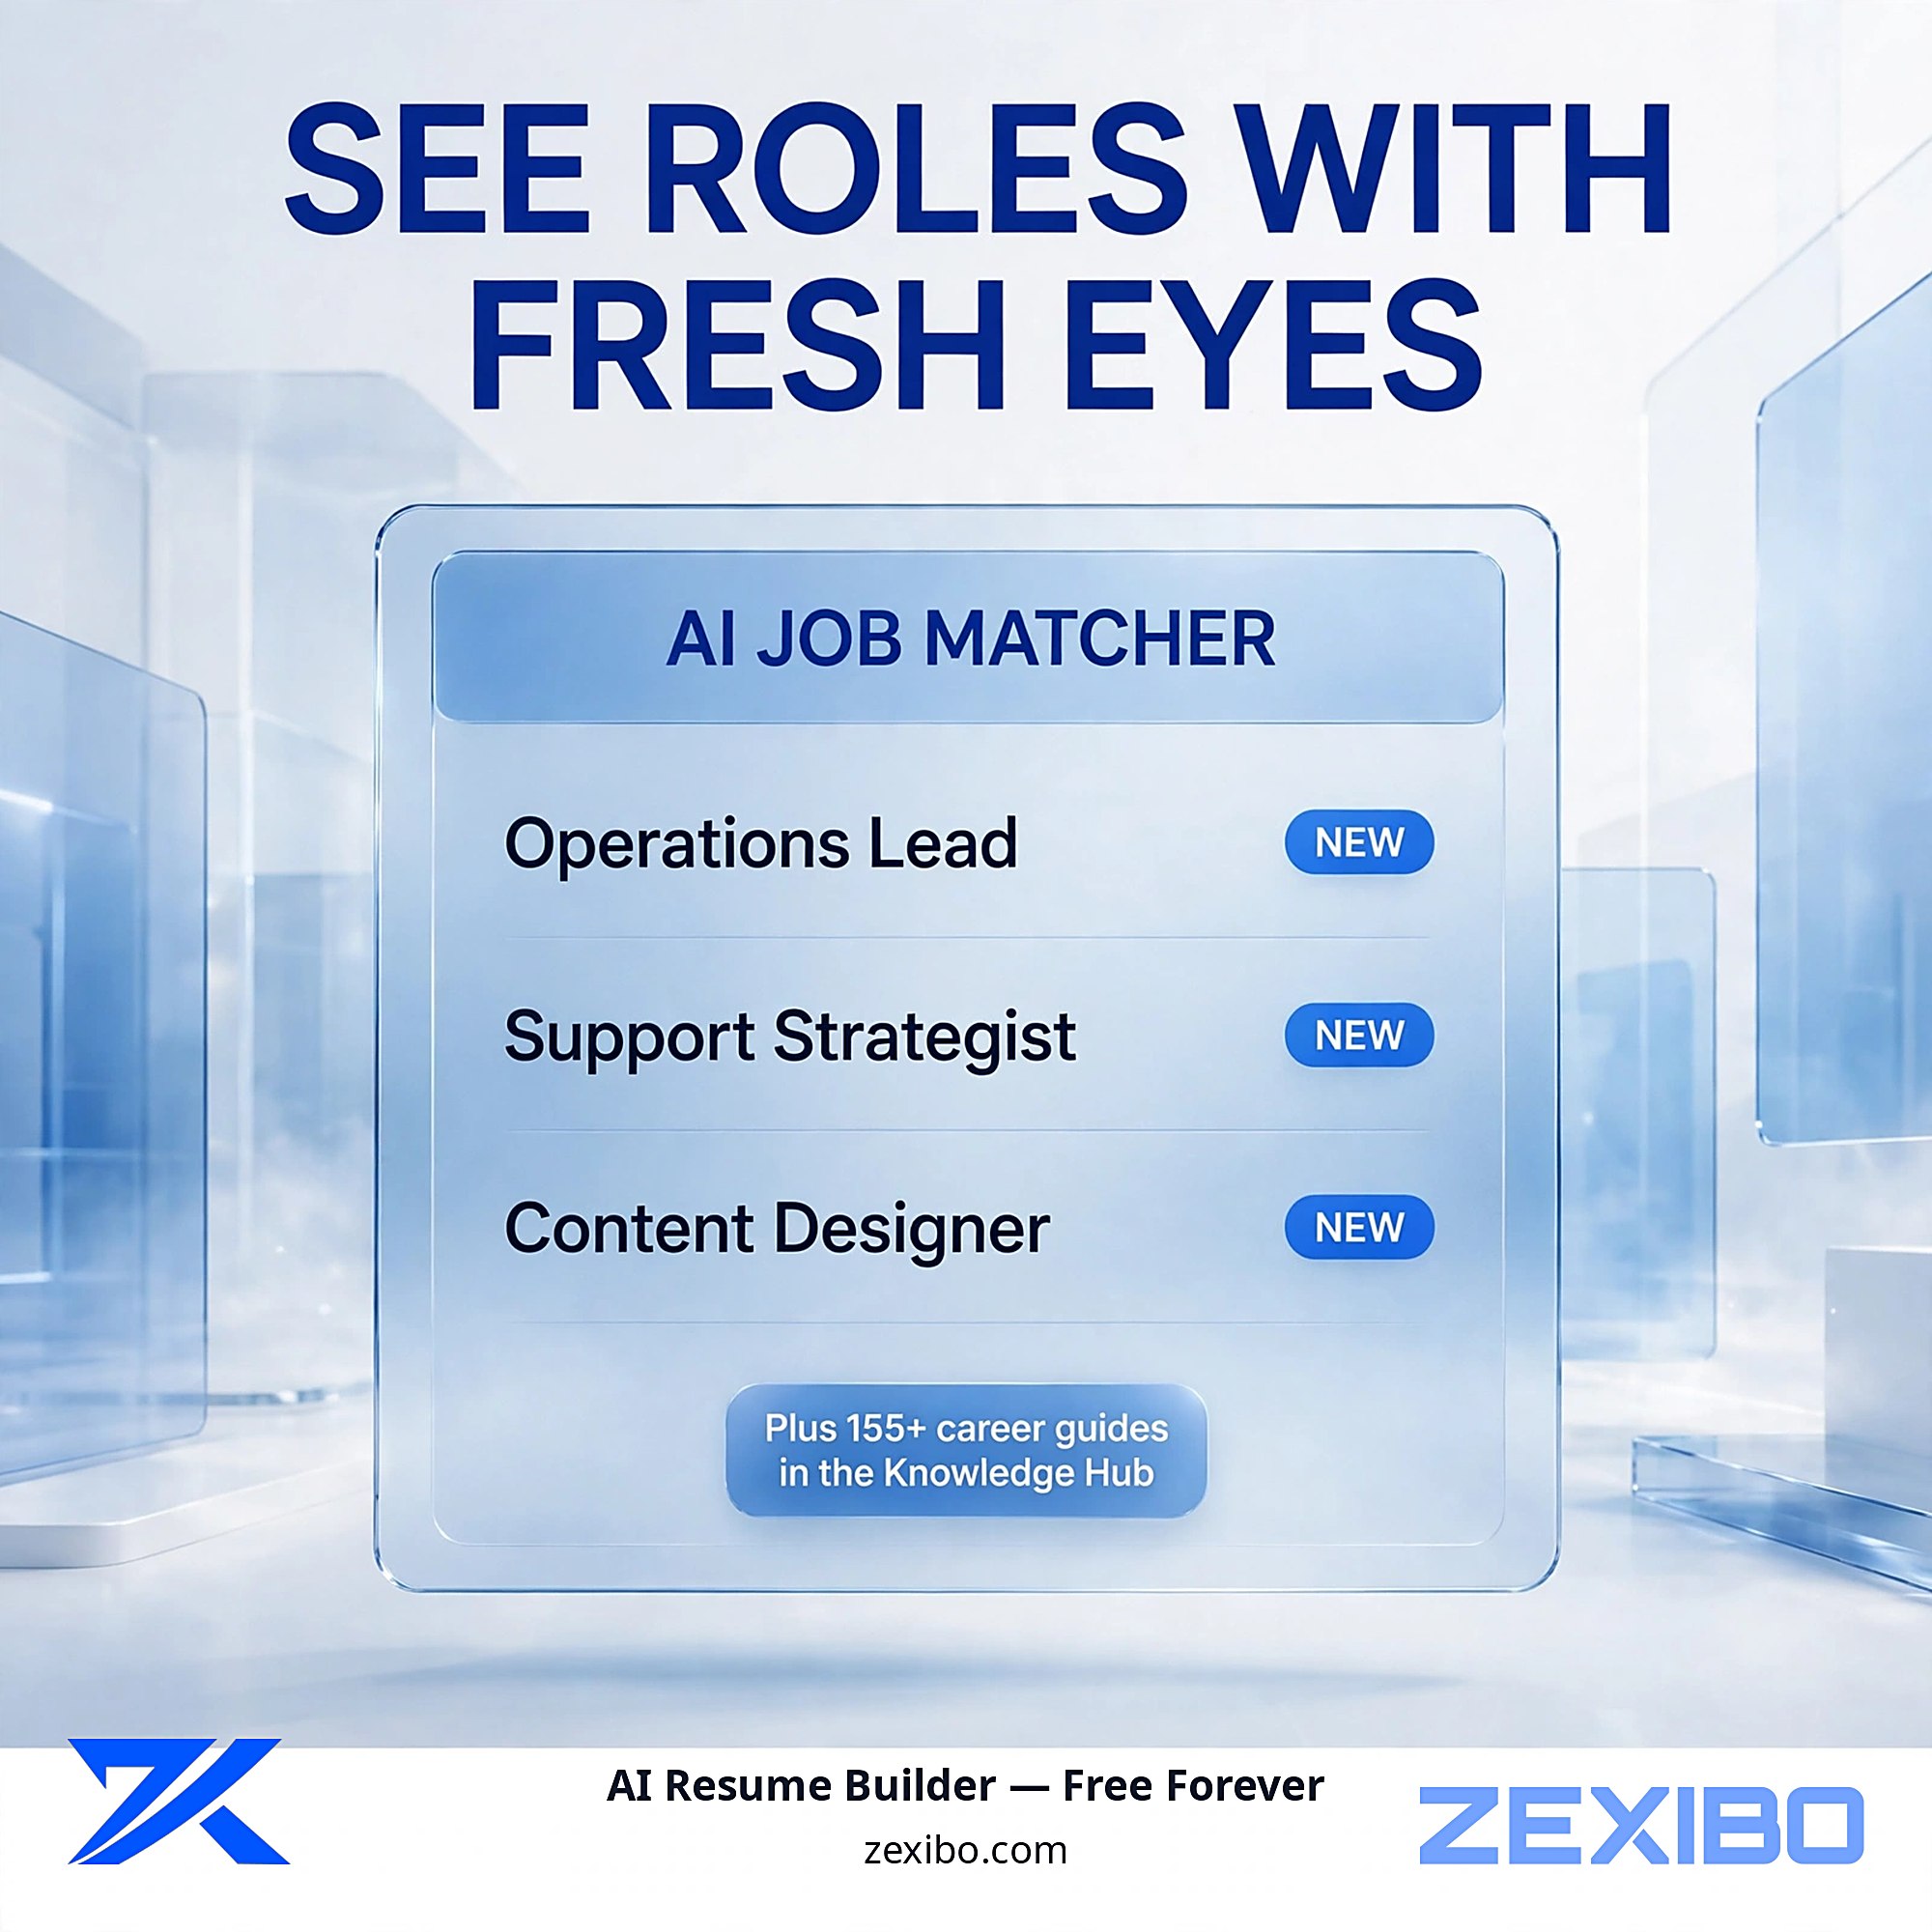 SEE ROLES WITH
FRESH EYES
AI JOB MATCHER
Operations Lead
NEW
Support Strategist
NEW
Content Designer
NEW
Plus 155+ career guides
in the Knowledge Hub
AI Resume Builder — Free Forever
zexibo.com
ZEXIBO